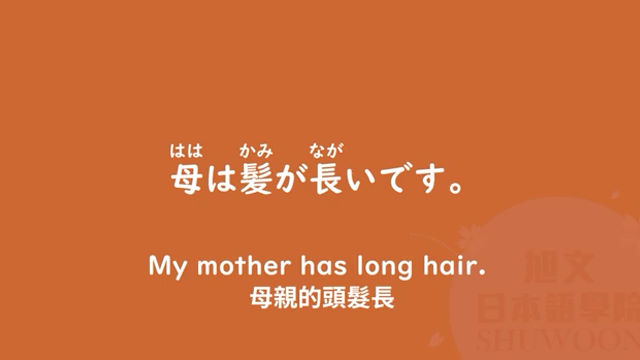 はは かみ なが
母は髪が長いです。
My mother has long hair.
母親的頭髮長
旭文
日本語學院
SHUWOON